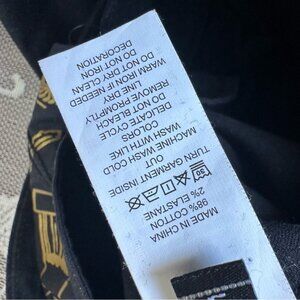 MADE IN CHINA
98% COTTON
2% ELASTANE
30
TURN GARMENT INSIDE
OUT
MACHINE WASH COLD
WASH WITH LIKE
COLORS
DELICATE CYCLE
DO NOT BLEACH
REMOVE PROMPTLY
LINE DRY
WARM IRON IF NEEDED
DO NOT DRY CLEAN
DO NOT IRON
DECORATION